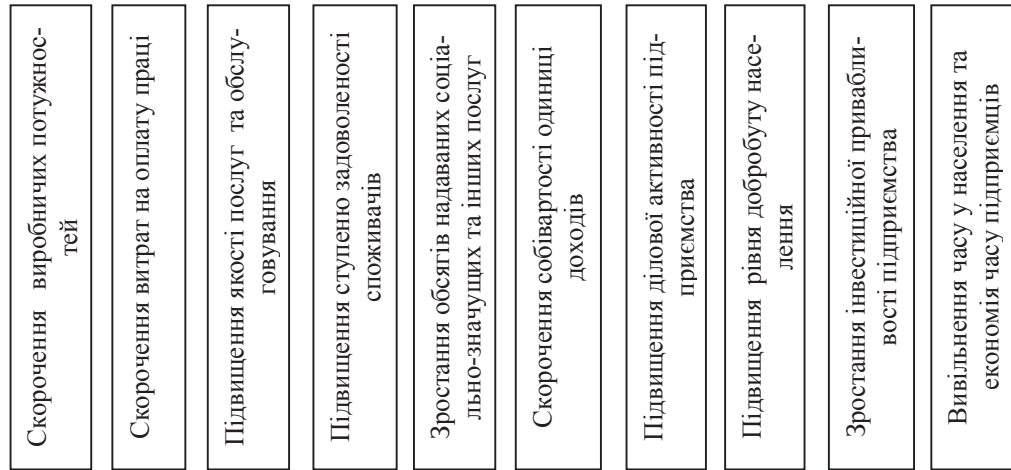 Скорочення виробничих потужнос-
тей
Скорочення витрат на оплату праці
Підвищення якості послуг та обслу-
говування
Підвищення ступеню задоволеності
споживачів
Зростання обсягів надаваних соціа-
льно-значущих та інших послуг
Скорочення собівартості одиниці
доходів
Підвищення ділової активності під-
приємства
Підвищення рівня добробуту насе-
лення
Зростання інвестиційної приваბли-
вості підприємства
Вивільнення часу у населення та
економія часу підприємців